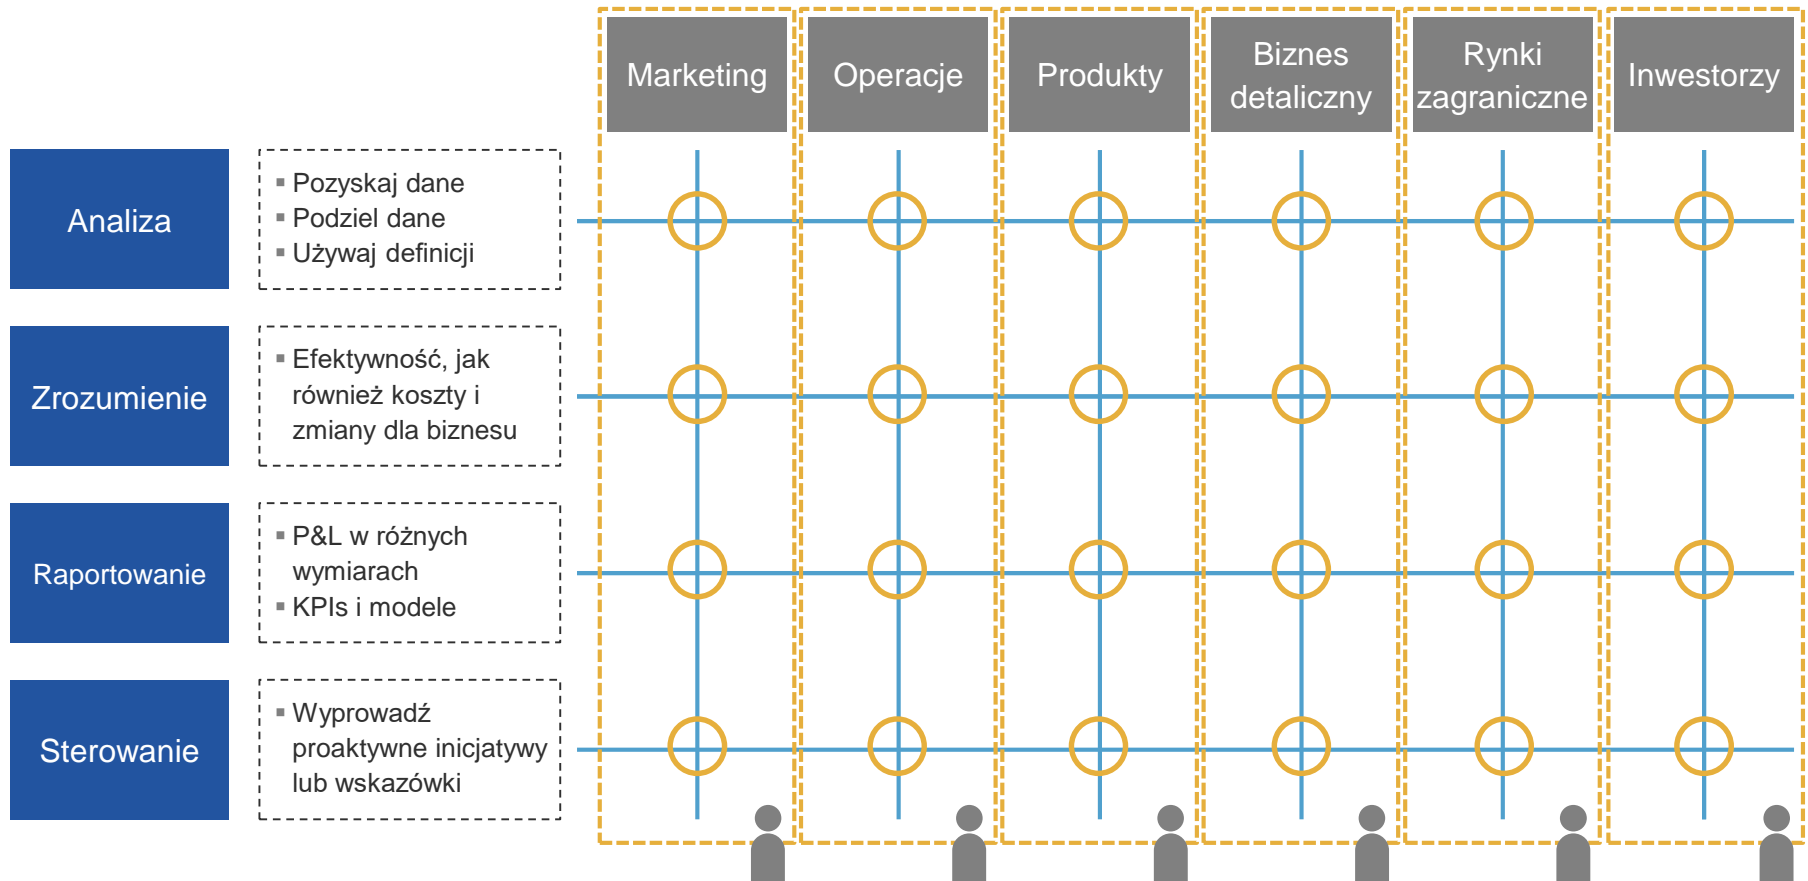 Marketing
Operacje
Produkty
Biznes
detaliczny
Rynki
zagraniczne
Inwestorzy
Analiza
▪ Pozyskaj dane
▪ Podziel dane
▪ Używaj definicji
Zrozumienie
▪ Efektywność, jak
również koszty i
zmiany dla biznesu
Raportowanie
▪ P&L w różnych
wymiarach
▪ KPIs i modele
Sterowanie
▪ Wyprowadź
proaktywne inicjatywy
lub wskazówki